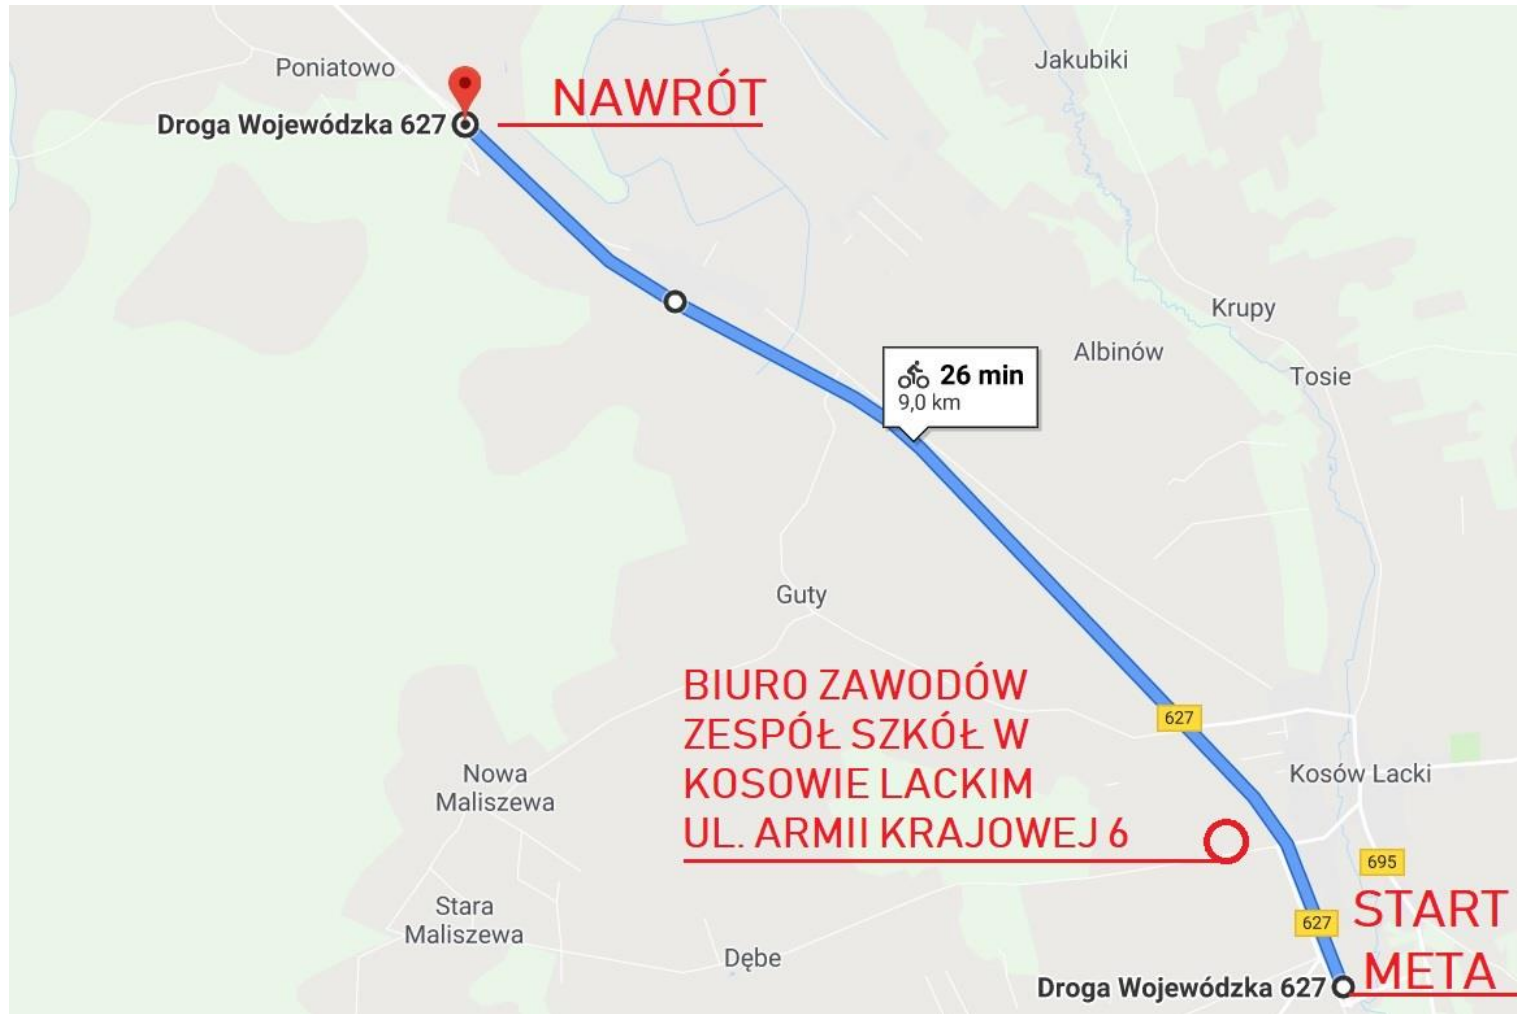 Poniatowo
Jakubiki
NAWRÓT
Droga Wojewódzka 627
Krupy
Albinów
26 min
9,0 km
Tosie
Guty
BIURO ZAWODÓW
ZESPÓŁ SZKÓŁ W
KOSOWIE LACKIM
UL. ARMII KRAJOWEJ 6
627
Nowa
Maliszewa
Kosów Lacki
695
Stara
Maliszewa
627
START
META
Dębe
Droga Wojewódzka 627